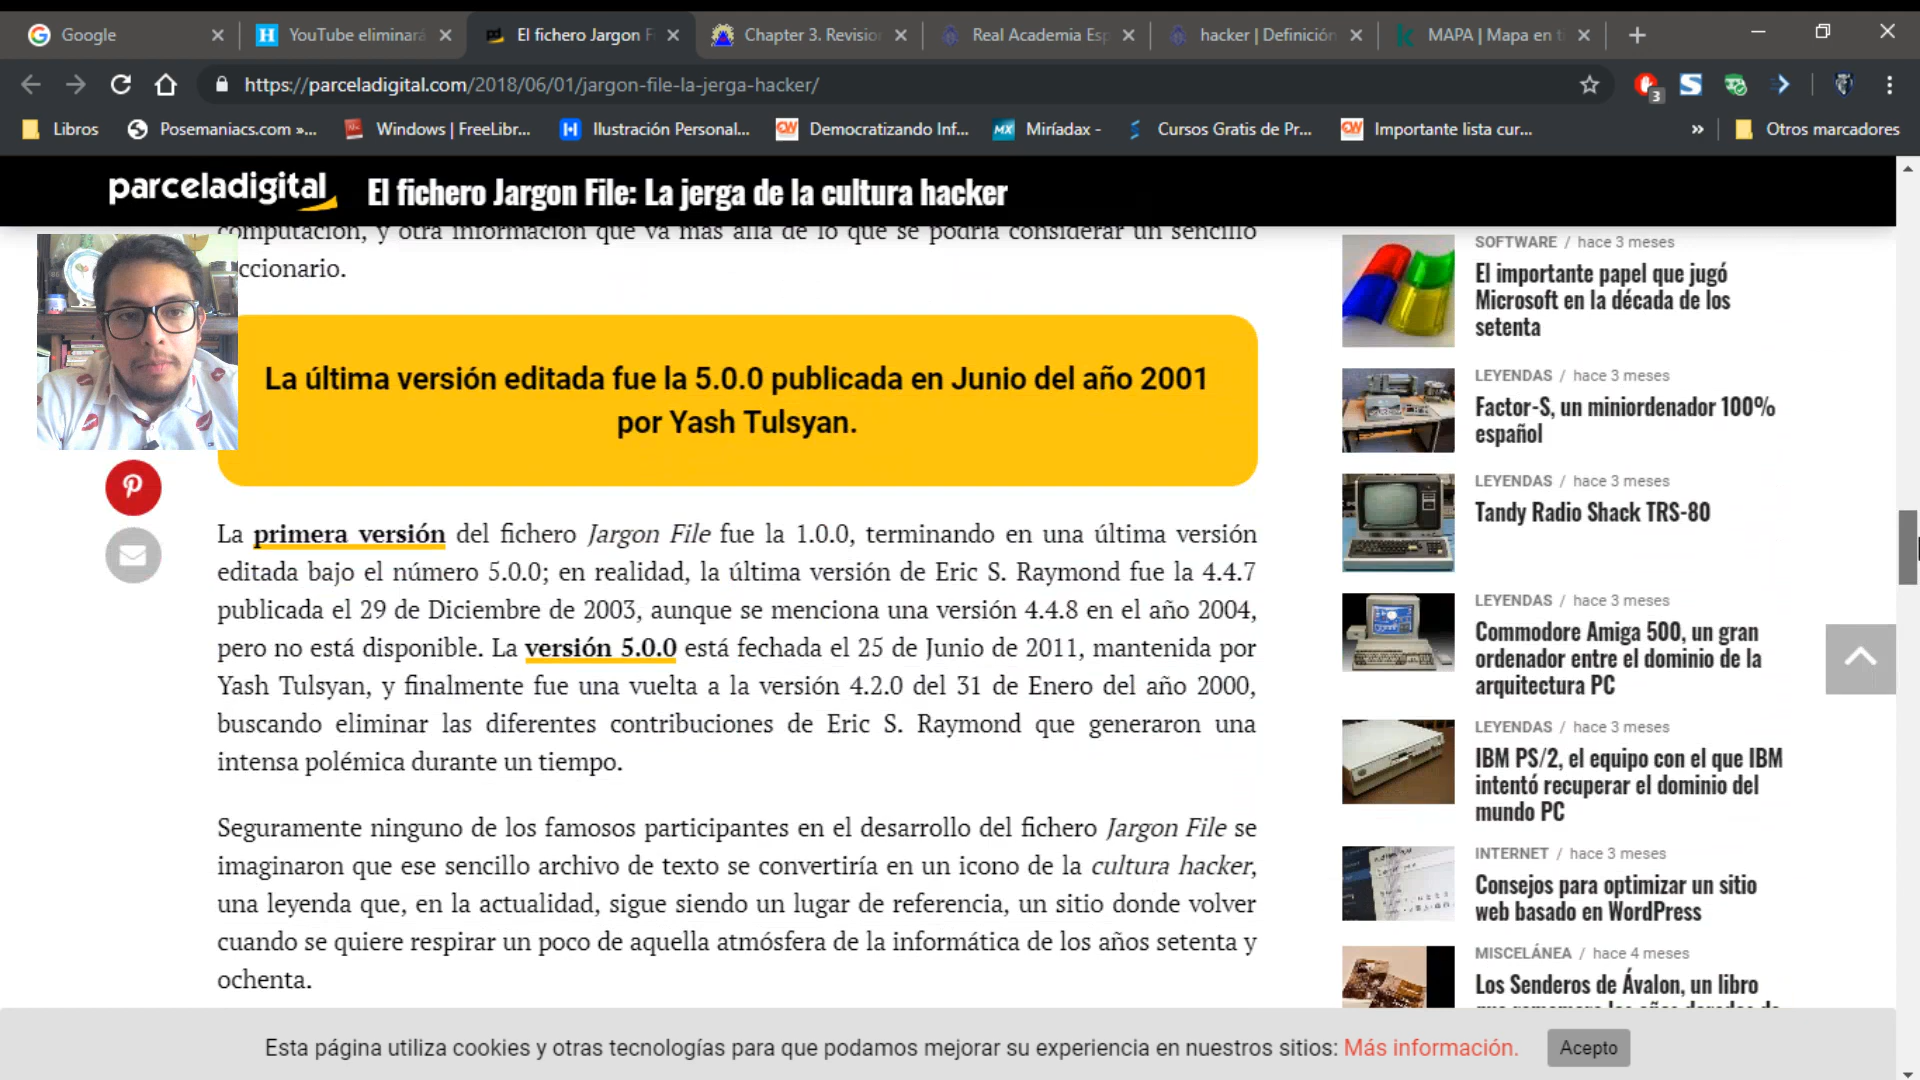 Google
YouTube eliminará
El fichero Jargon F
Chapter 3. Revisio
Real Academia Esp
hacker | Definición
MAPA | Mapa en ti
https://parceladigital.com/2018/06/01/jargon-file-la-jerga-hacker/
3
Libros
Posemaniacs.com »...
Windows | FreeLibr...
Ilustración Personal...
Democratizando Inf...
Miríadax -
Cursos Gratis de Pr...
Importante lista cur...
»
Otros marcadores
parceladigital
El fichero Jargon File: La jerga de la cultura hacker
computación, y otra información que va más allá de lo que se podría considerar un sencillo
ccionario.
La última versión editada fue la 5.0.0 publicada en Junio del año 2001
por Yash Tulsyan.
La primera versión del fichero Jargon File fue la 1.0.0, terminando en una última versión
editada bajo el número 5.0.0; en realidad, la última versión de Eric S. Raymond fue la 4.4.7
publicada el 29 de Diciembre de 2003, aunque se menciona una versión 4.4.8 en el año 2004,
pero no está disponible. La versión 5.0.0 está fechada el 25 de Junio de 2011, mantenida por
Yash Tulsyan, y finalmente fue una vuelta a la versión 4.2.0 del 31 de Enero del año 2000,
buscando eliminar las diferentes contribuciones de Eric S. Raymond que generaron una
intensa polémica durante un tiempo.
Seguramente ninguno de los famosos participantes en el desarrollo del fichero Jargon File se
imaginaron que ese sencillo archivo de texto se convertiría en un icono de la cultura hacker,
una leyenda que, en la actualidad, sigue siendo un lugar de referencia, un sitio donde volver
cuando se quiere respirar un poco de aquella atmósfera de la informática de los años setenta y
ochenta.
SOFTWARE / hace 3 meses
El importante papel que jugó
Microsoft en la década de los
setenta
LEYENDAS / hace 3 meses
Factor-S, un miniordenador 100%
español
LEYENDAS / hace 3 meses
Tandy Radio Shack TRS-80
LEYENDAS / hace 3 meses
Commodore Amiga 500, un gran
ordenador entre el dominio de la
arquitectura PC
LEYENDAS / hace 3 meses
IBM PS/2, el equipo con el que IBM
intentó recuperar el dominio del
mundo PC
INTERNET / hace 3 meses
Consejos para optimizar un sitio
web basado en WordPress
MISCELÁNEA / hace 4 meses
Los Senderos de Ávalon, un libro
Esta página utiliza cookies y otras tecnologías para que podamos mejorar su experiencia en nuestros sitios: Más información.
Acepto